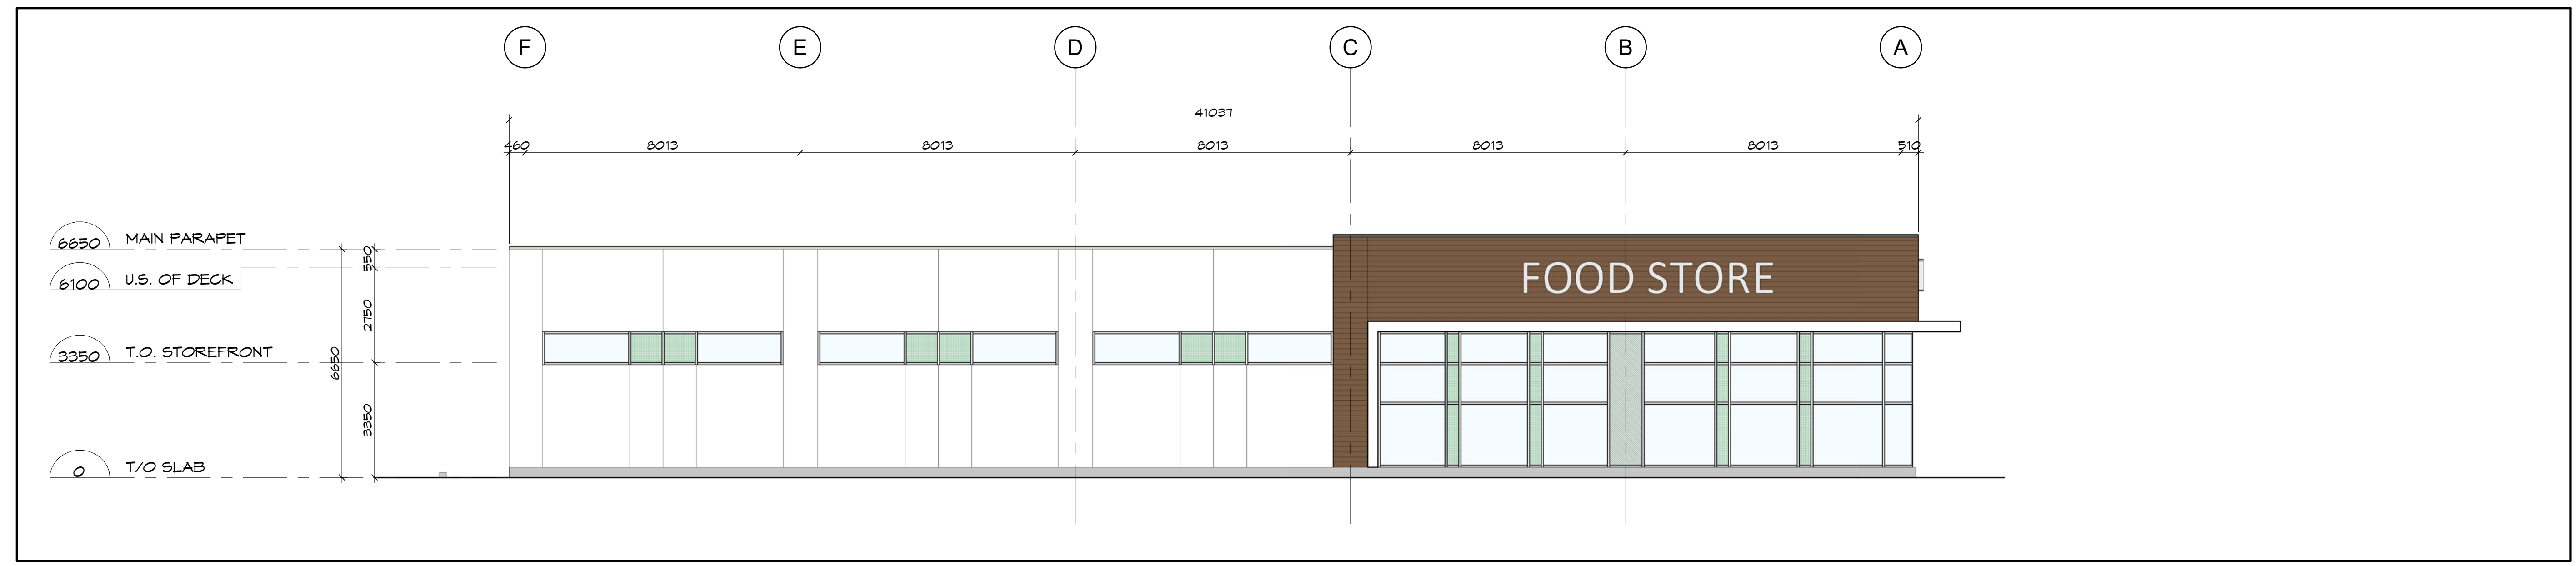 F E D C B A
41037
460 8013 8013 8013 8013 8013 510
6650 MAIN PARAPET
550
6100 U.S. OF DECK
FOOD STORE
2750
3350 T.O. STOREFRONT
6650
3350
0 T/O SLAB